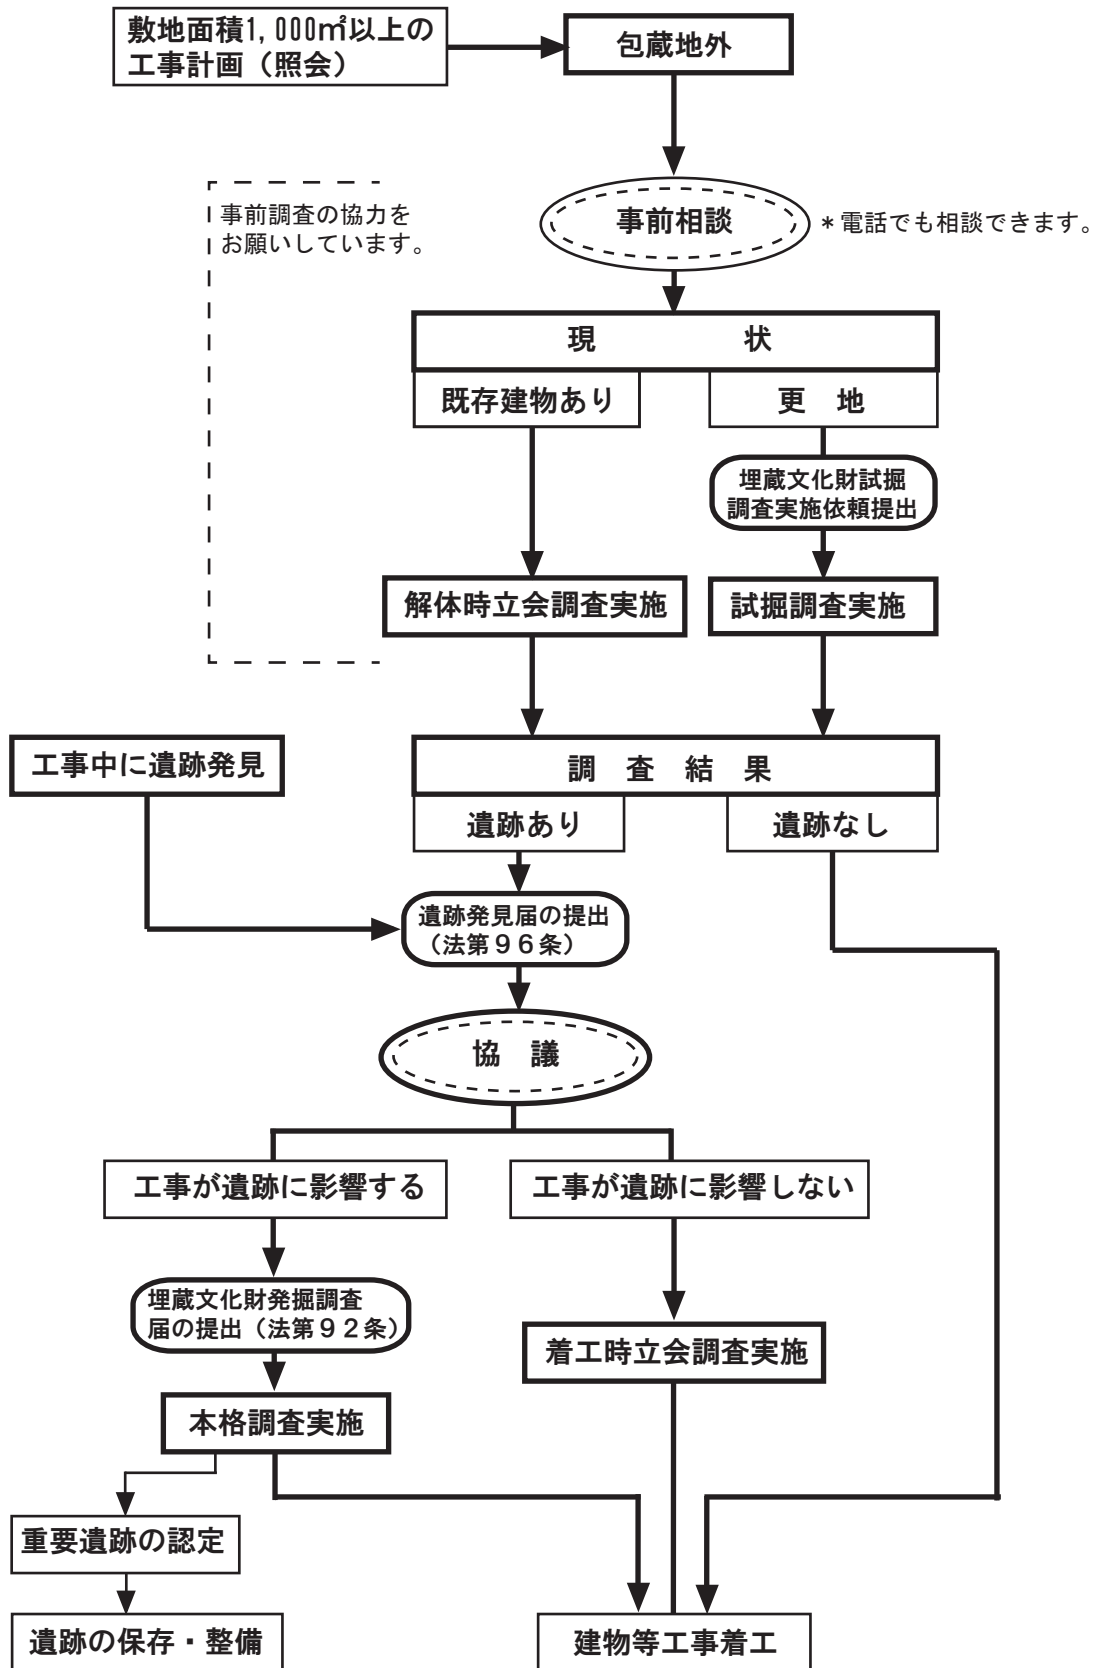 敷地面積1,000㎡以上の
工事計画（照会）
包蔵地外
事前調査の協力を
お願いしています。
事前相談
＊電話でも相談できます。
現　状
既存建物あり
更　地
埋蔵文化財試掘
調査実施依頼提出
解体時立会調査実施
試掘調査実施
工事中に遺跡発見
調　査　結　果
遺跡あり
遺跡なし
遺跡発見届の提出
（法第９６条）
協　議
工事が遺跡に影響する
工事が遺跡に影響しない
埋蔵文化財発掘調査
届の提出（法第９２条）
着工時立会調査実施
本格調査実施
重要遺跡の認定
遺跡の保存・整備
建物等工事着工